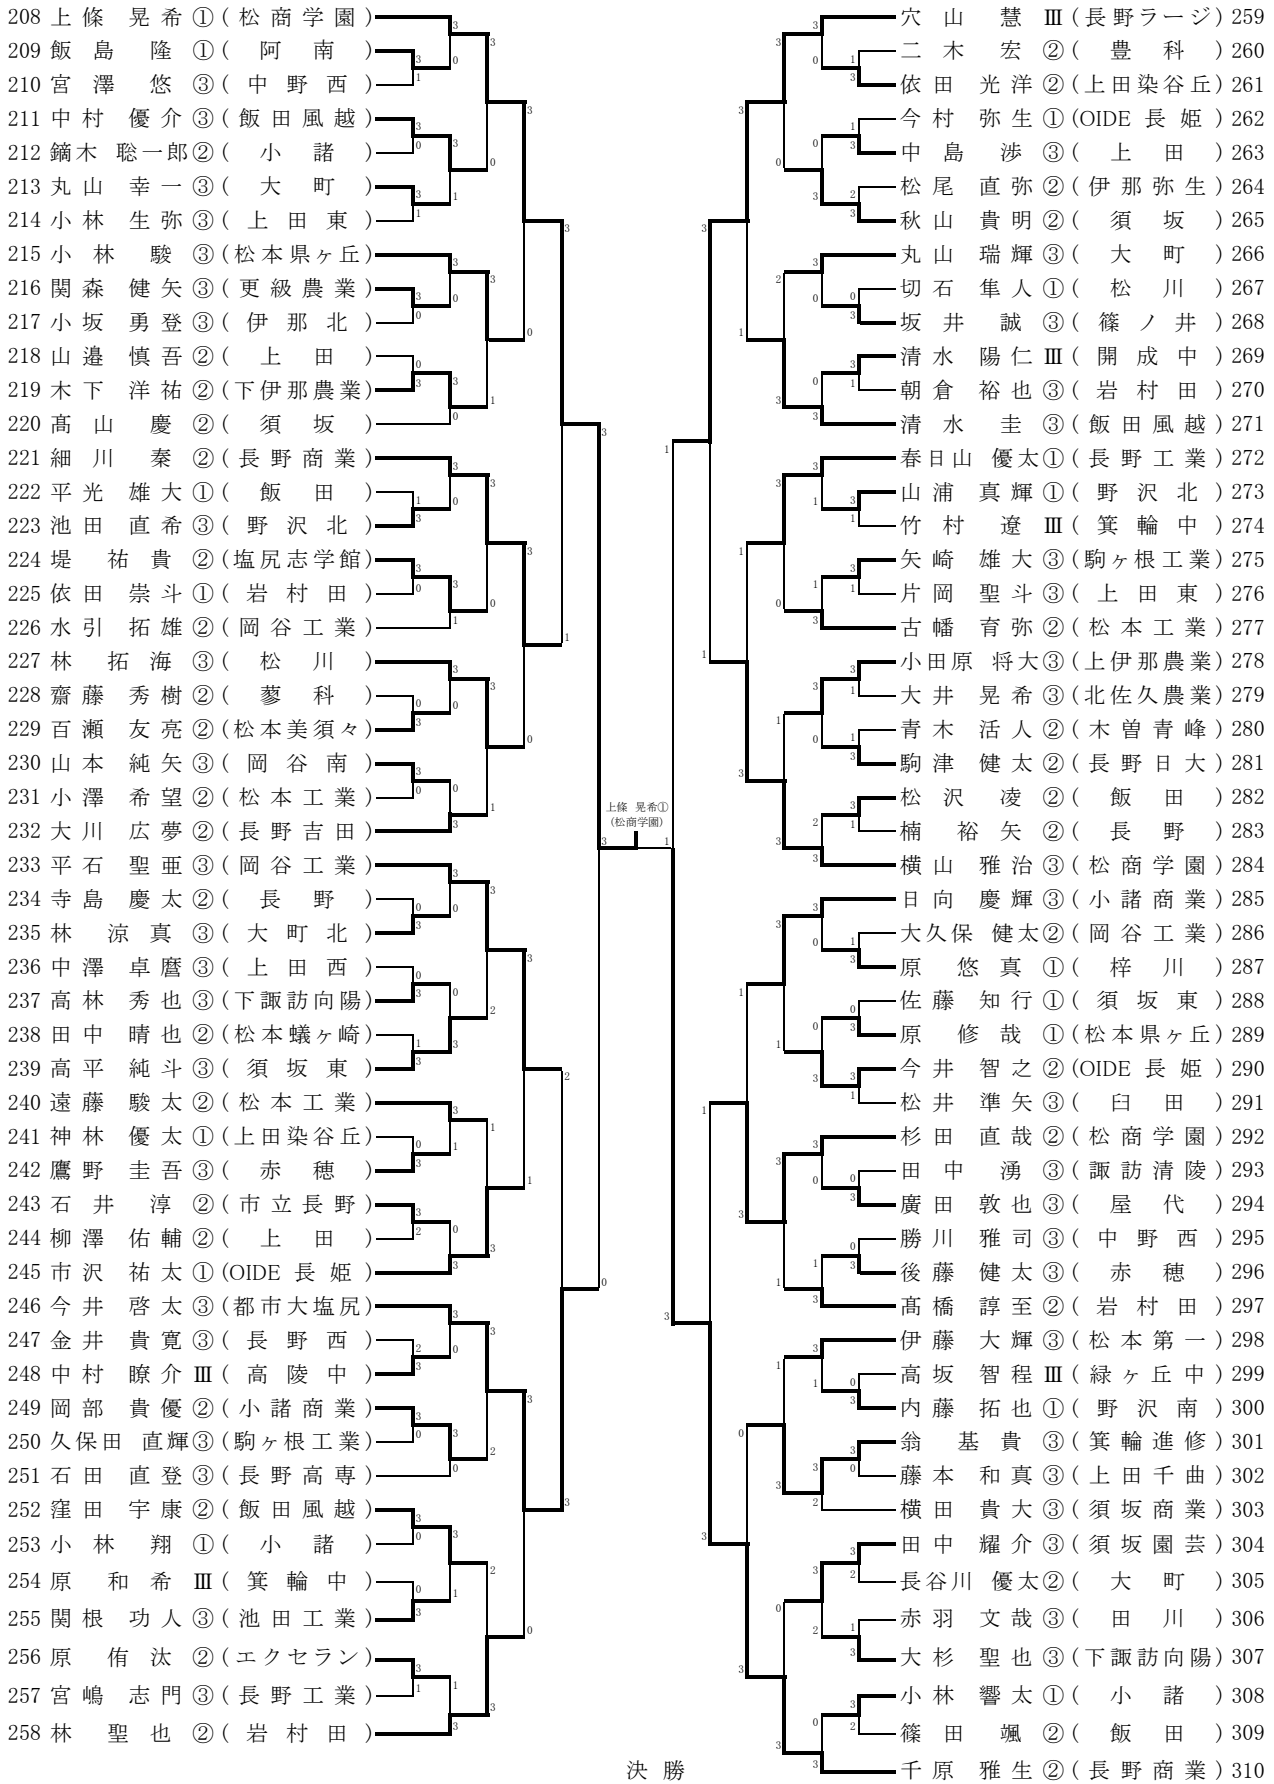 208 上 條 晃 希 ① ( 松 商 学 園 )
209 飯 島 隆 ① ( 阿 南 )
210 宮 澤 悠 ③ ( 中 野 西 )
211 中 村 優 介 ③ ( 飯 田 風 越 )
212 鏑木 聡一郎② ( 小 諸 )
213 丸 山 幸 一 ③ ( 大 町 )
214 小 林 生 弥 ③ ( 上 田 東 )
215 小 林 駿 ③ (松本県ヶ丘)
216 関 森 健 矢 ③ ( 更 級 農 業 )
217 小 坂 勇 登 ③ ( 伊 那 北 )
218 山 邉 慎 吾 ② ( 上 田 )
219 木 下 洋 祐 ② (下伊那農業)
220 髙 山 慶 ② ( 須 坂 )
221 細 川 秦 ② ( 長 野 商 業 )
222 平 光 雄 大 ① ( 飯 田 )
223 池 田 直 希 ③ ( 野 沢 北 )
224 堤 祐 貴 ② (塩尻志学館)
225 依 田 崇 斗 ① ( 岩 村 田 )
226 水 引 拓 雄 ② ( 岡 谷 工 業 )
227 林 拓 海 ③ ( 松 川 )
228 齋 藤 秀 樹 ② ( 蓼 科 )
229 百 瀬 友 亮 ② (松本美須々)
230 山 本 純 矢 ③ ( 岡 谷 南 )
231 小 澤 希 望 ② ( 松 本 工 業 )
232 大 川 広 夢 ② ( 長 野 吉 田 )
233 平 石 聖 亜 ③ ( 岡 谷 工 業 )
234 寺 島 慶 太 ② ( 長 野 )
235 林 涼 真 ③ ( 大 町 北 )
236 中 澤 卓 麿 ③ ( 上 田 西 )
237 高 林 秀 也 ③ (下諏訪向陽)
238 田 中 晴 也 ② (松本蟻ヶ崎)
239 高 平 純 斗 ③ ( 須 坂 東 )
240 遠 藤 駿 太 ② ( 松 本 工 業 )
241 神 林 優 太 ① (上田染谷丘)
242 鷹 野 圭 吾 ③ ( 赤 穂 )
243 石 井 淳 ② ( 市 立 長 野 )
244 柳 澤 佑 輔 ② ( 上 田 )
245 市 沢 祐 太 ① (OIDE 長 姫 )
246 今 井 啓 太 ③ (都市大塩尻)
247 金 井 貴 寛 ③ ( 長 野 西 )
248 中 村 瞭 介 Ⅲ ( 高 陵 中 )
249 岡 部 貴 優 ② ( 小 諸 商 業 )
250 久保田 直輝③ (駒ヶ根工業)
251 石 田 直 登 ③ ( 長 野 高 専 )
252 窪 田 宇 康 ② ( 飯 田 風 越 )
253 小 林 翔 ① ( 小 諸 )
254 原 和 希 Ⅲ ( 箕 輪 中 )
255 関 根 功 人 ③ ( 池 田 工 業 )
256 原 侑 汰 ② ( エ ク セ ラ ン )
257 宮 嶋 志 門 ③ ( 長 野 工 業 )
258 林 聖 也 ② ( 岩 村 田 )
上條 晃希①
(松商学園)
決 勝
穴 山 慧 Ⅲ (長野ラージ) 259
二 木 宏 ② ( 豊 科 ) 260
依 田 光 洋 ② (上田染谷丘) 261
今 村 弥 生 ① (OIDE 長 姫 ) 262
中 島 渉 ③ ( 上 田 ) 263
松 尾 直 弥 ② ( 伊 那 弥 生 ) 264
秋 山 貴 明 ② ( 須 坂 ) 265
丸 山 瑞 輝 ③ ( 大 町 ) 266
切 石 隼 人 ① ( 松 川 ) 267
坂 井 誠 ③ ( 篠 ノ 井 ) 268
清 水 陽 仁 Ⅲ ( 開 成 中 ) 269
朝 倉 裕 也 ③ ( 岩 村 田 ) 270
清 水 圭 ③ ( 飯 田 風 越 ) 271
春日山 優太① ( 長 野 工 業 ) 272
山 浦 真 輝 ① ( 野 沢 北 ) 273
竹 村 遼 Ⅲ ( 箕 輪 中 ) 274
矢 崎 雄 大 ③ (駒ヶ根工業) 275
片 岡 聖 斗 ③ ( 上 田 東 ) 276
古 幡 育 弥 ② ( 松 本 工 業 ) 277
小田原 将大③ (上伊那農業) 278
大 井 晃 希 ③ (北佐久農業) 279
青 木 活 人 ② ( 木 曽 青 峰 ) 280
駒 津 健 太 ② ( 長 野 日 大 ) 281
松 沢 凌 ② ( 飯 田 ) 282
楠 裕 矢 ② ( 長 野 ) 283
横 山 雅 治 ③ ( 松 商 学 園 ) 284
日 向 慶 輝 ③ ( 小 諸 商 業 ) 285
大久保 健太② ( 岡 谷 工 業 ) 286
原 悠 真 ① ( 梓 川 ) 287
佐 藤 知 行 ① ( 須 坂 東 ) 288
原 修 哉 ① (松本県ヶ丘) 289
今 井 智 之 ② (OIDE 長 姫 ) 290
松 井 準 矢 ③ ( 臼 田 ) 291
杉 田 直 哉 ② ( 松 商 学 園 ) 292
田 中 湧 ③ ( 諏 訪 清 陵 ) 293
廣 田 敦 也 ③ ( 屋 代 ) 294
勝 川 雅 司 ③ ( 中 野 西 ) 295
後 藤 健 太 ③ ( 赤 穂 ) 296
髙 橋 諄 至 ② ( 岩 村 田 ) 297
伊 藤 大 輝 ③ ( 松 本 第 一 ) 298
高 坂 智 程 Ⅲ ( 緑 ヶ 丘 中 ) 299
内 藤 拓 也 ① ( 野 沢 南 ) 300
翁 基 貴 ③ ( 箕 輪 進 修 ) 301
藤 本 和 真 ③ ( 上 田 千 曲 ) 302
横 田 貴 大 ③ ( 須 坂 商 業 ) 303
田 中 耀 介 ③ ( 須 坂 園 芸 ) 304
長谷川 優太② ( 大 町 ) 305
赤 羽 文 哉 ③ ( 田 川 ) 306
大 杉 聖 也 ③ (下諏訪向陽) 307
小 林 響 太 ① ( 小 諸 ) 308
篠 田 颯 ② ( 飯 田 ) 309
千 原 雅 生 ② ( 長 野 商 業 ) 310